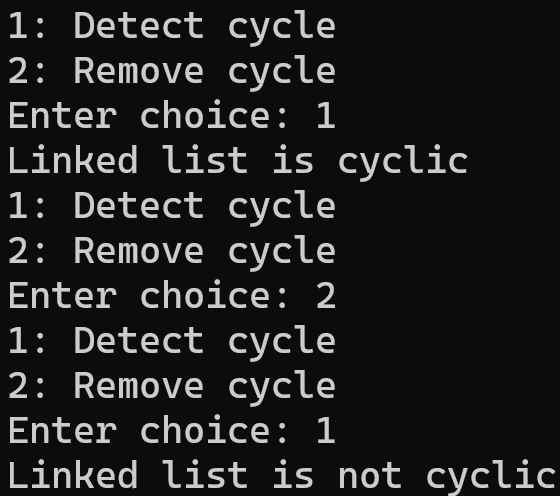 1: Detect cycle
2: Remove cycle
Enter choice: 1
Linked list is cyclic
1: Detect cycle
2: Remove cycle
Enter choice: 2
1: Detect cycle
2: Remove cycle
Enter choice: 1
Linked list is not cyclic